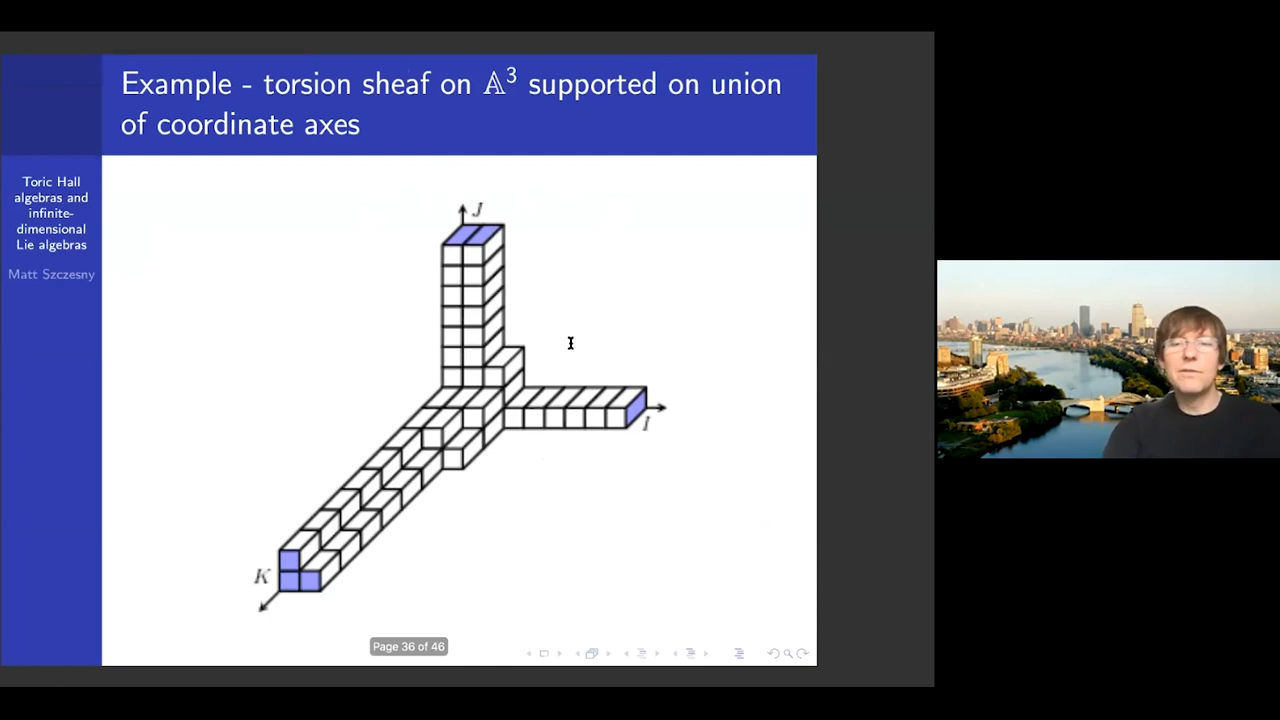 Example - torsion sheaf on 𝔸³ supported on union
of coordinate axes
Toric Hall
algebras and
infinite-
dimensional
Lie algebras
Matt Szczesny
J
I
K
Page 36 of 46